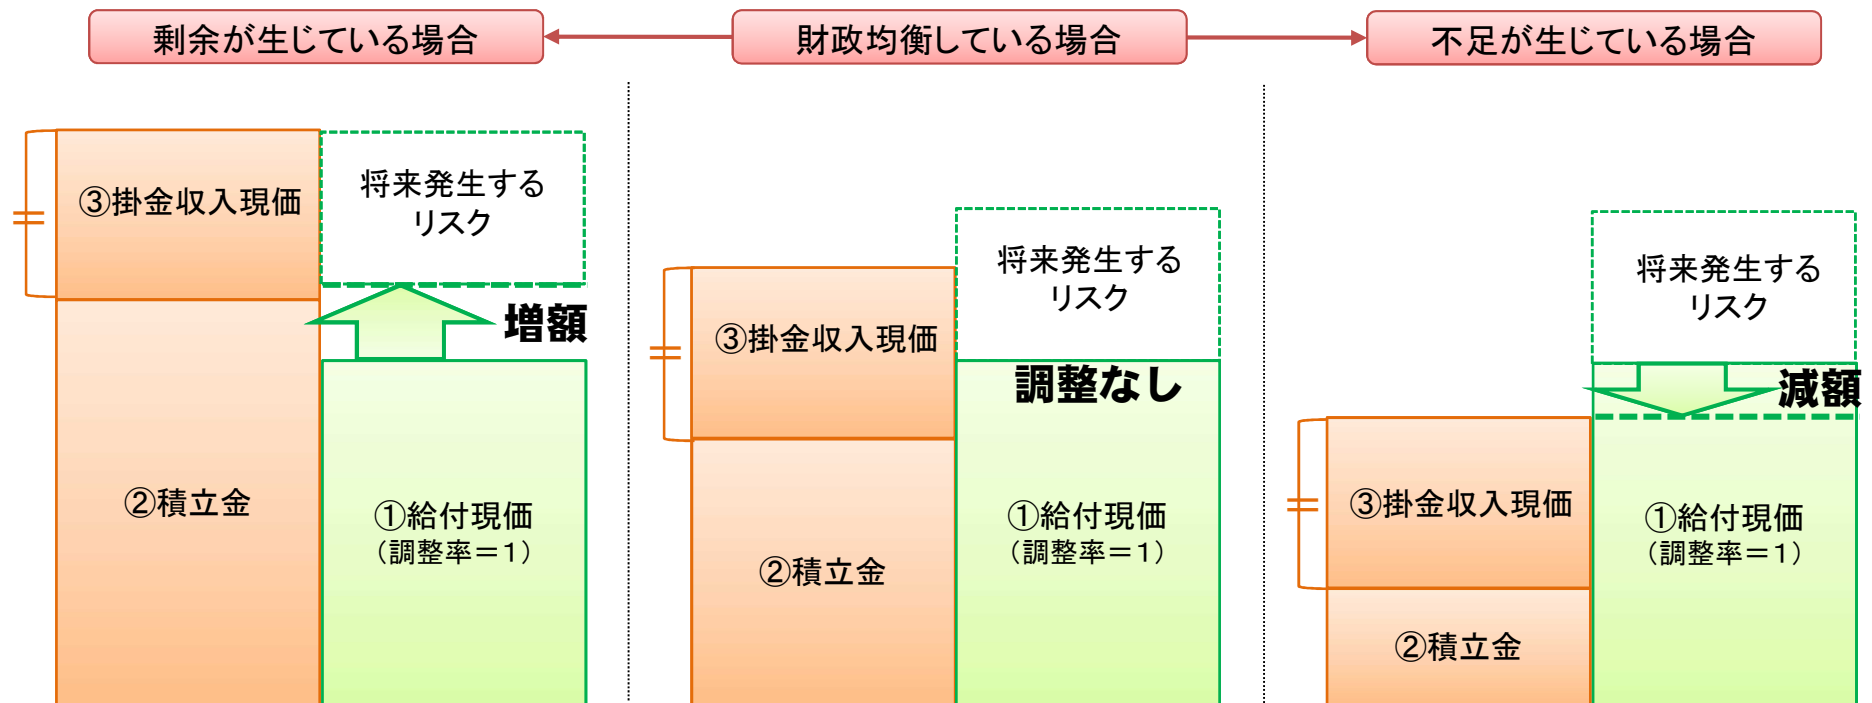 剰余が生じている場合
財政均衡している場合
不足が生じている場合
③掛金収入現価
将来発生する
リスク
増額
②積立金
①給付現価
（調整率＝１）
将来発生する
リスク
③掛金収入現価
調整なし
①給付現価
（調整率＝１）
②積立金
将来発生する
リスク
減額
③掛金収入現価
①給付現価
（調整率＝１）
②積立金